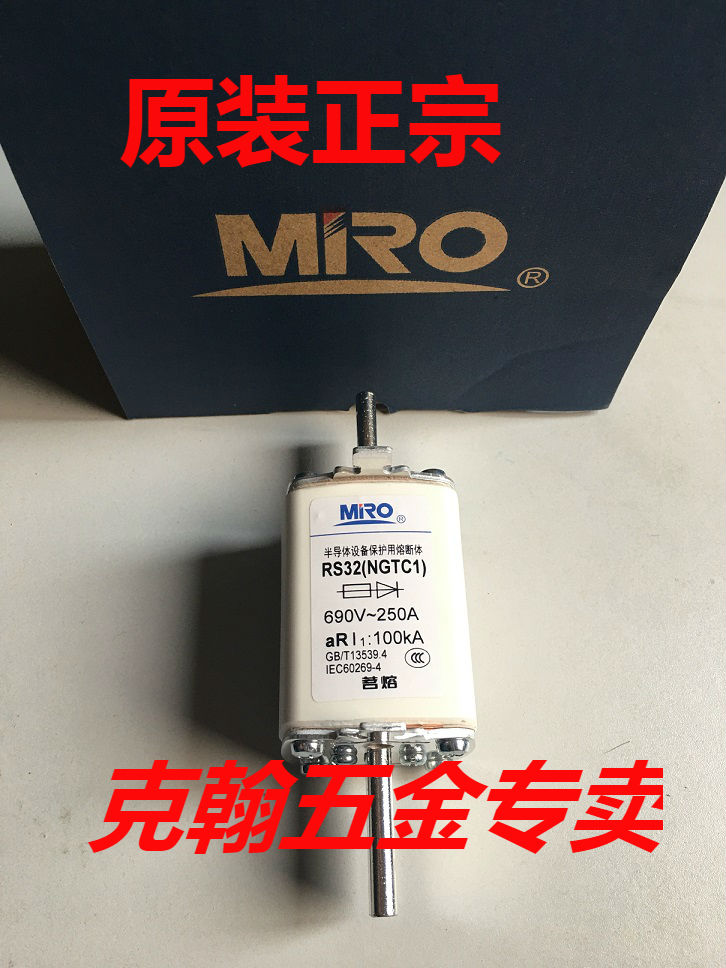 原装正宗
MIRO®
MIRO®
半导体设备保护用熔断体
RS32(NGTC1)
690V~250A
aR I₁:100kA
GB/T13539.4
IEC60269-4
CCC
茗熔
克翰五金专卖